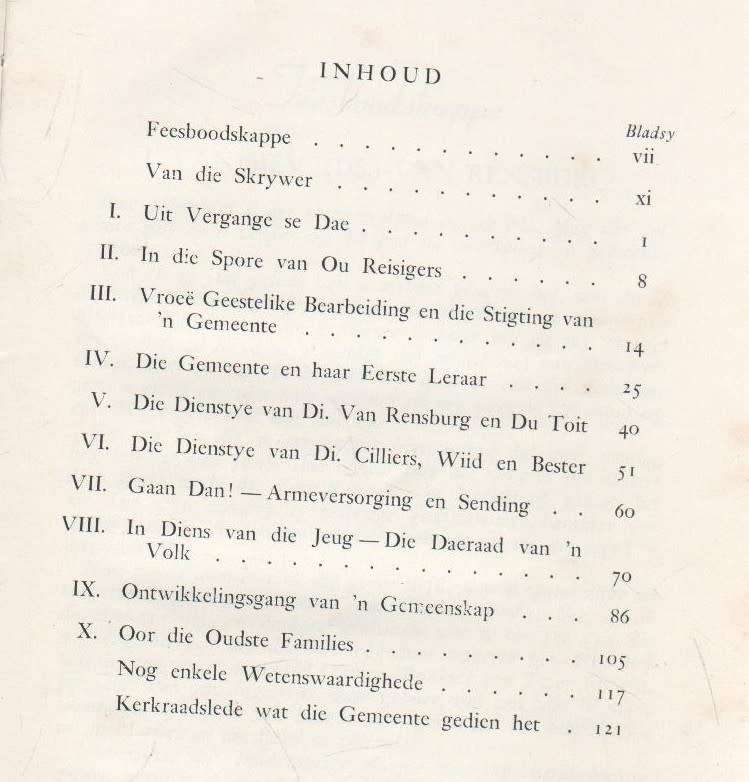 INHOUD
Bladsy
Feesboodskappe . . . . . . . . . . . . . vii
Van die Skrywer . . . . . . . . . . . . xi
I. Uit Vergange se Dae . . . . . . . . . . 1
II. In die Spore van Ou Reisigers . . . . . . 8
III. Vroeë Geestelike Bearbeiding en die Stigting van
'n Gemeente . . . . . . . . . . . . 14
IV. Die Gemeente en haar Eerste Leraar . . . . 25
V. Die Dienstye van Di. Van Rensburg en Du Toit 40
VI. Die Dienstye van Di. Cilliers, Wiid en Bester 51
VII. Gaan Dan! — Armeversorging en Sending . . 60
VIII. In Diens van die Jeug — Die Daeraad van 'n
Volk . . . . . . . . . . . . . . . 70
IX. Ontwikkelingsgang van 'n Gemeenskap . . . 86
X. Oor die Oudste Families . . . . . . . . . 105
Nog enkele Wetenswaardighede . . . . . . 117
Kerkraadslede wat die Gemeente gedien het . 121